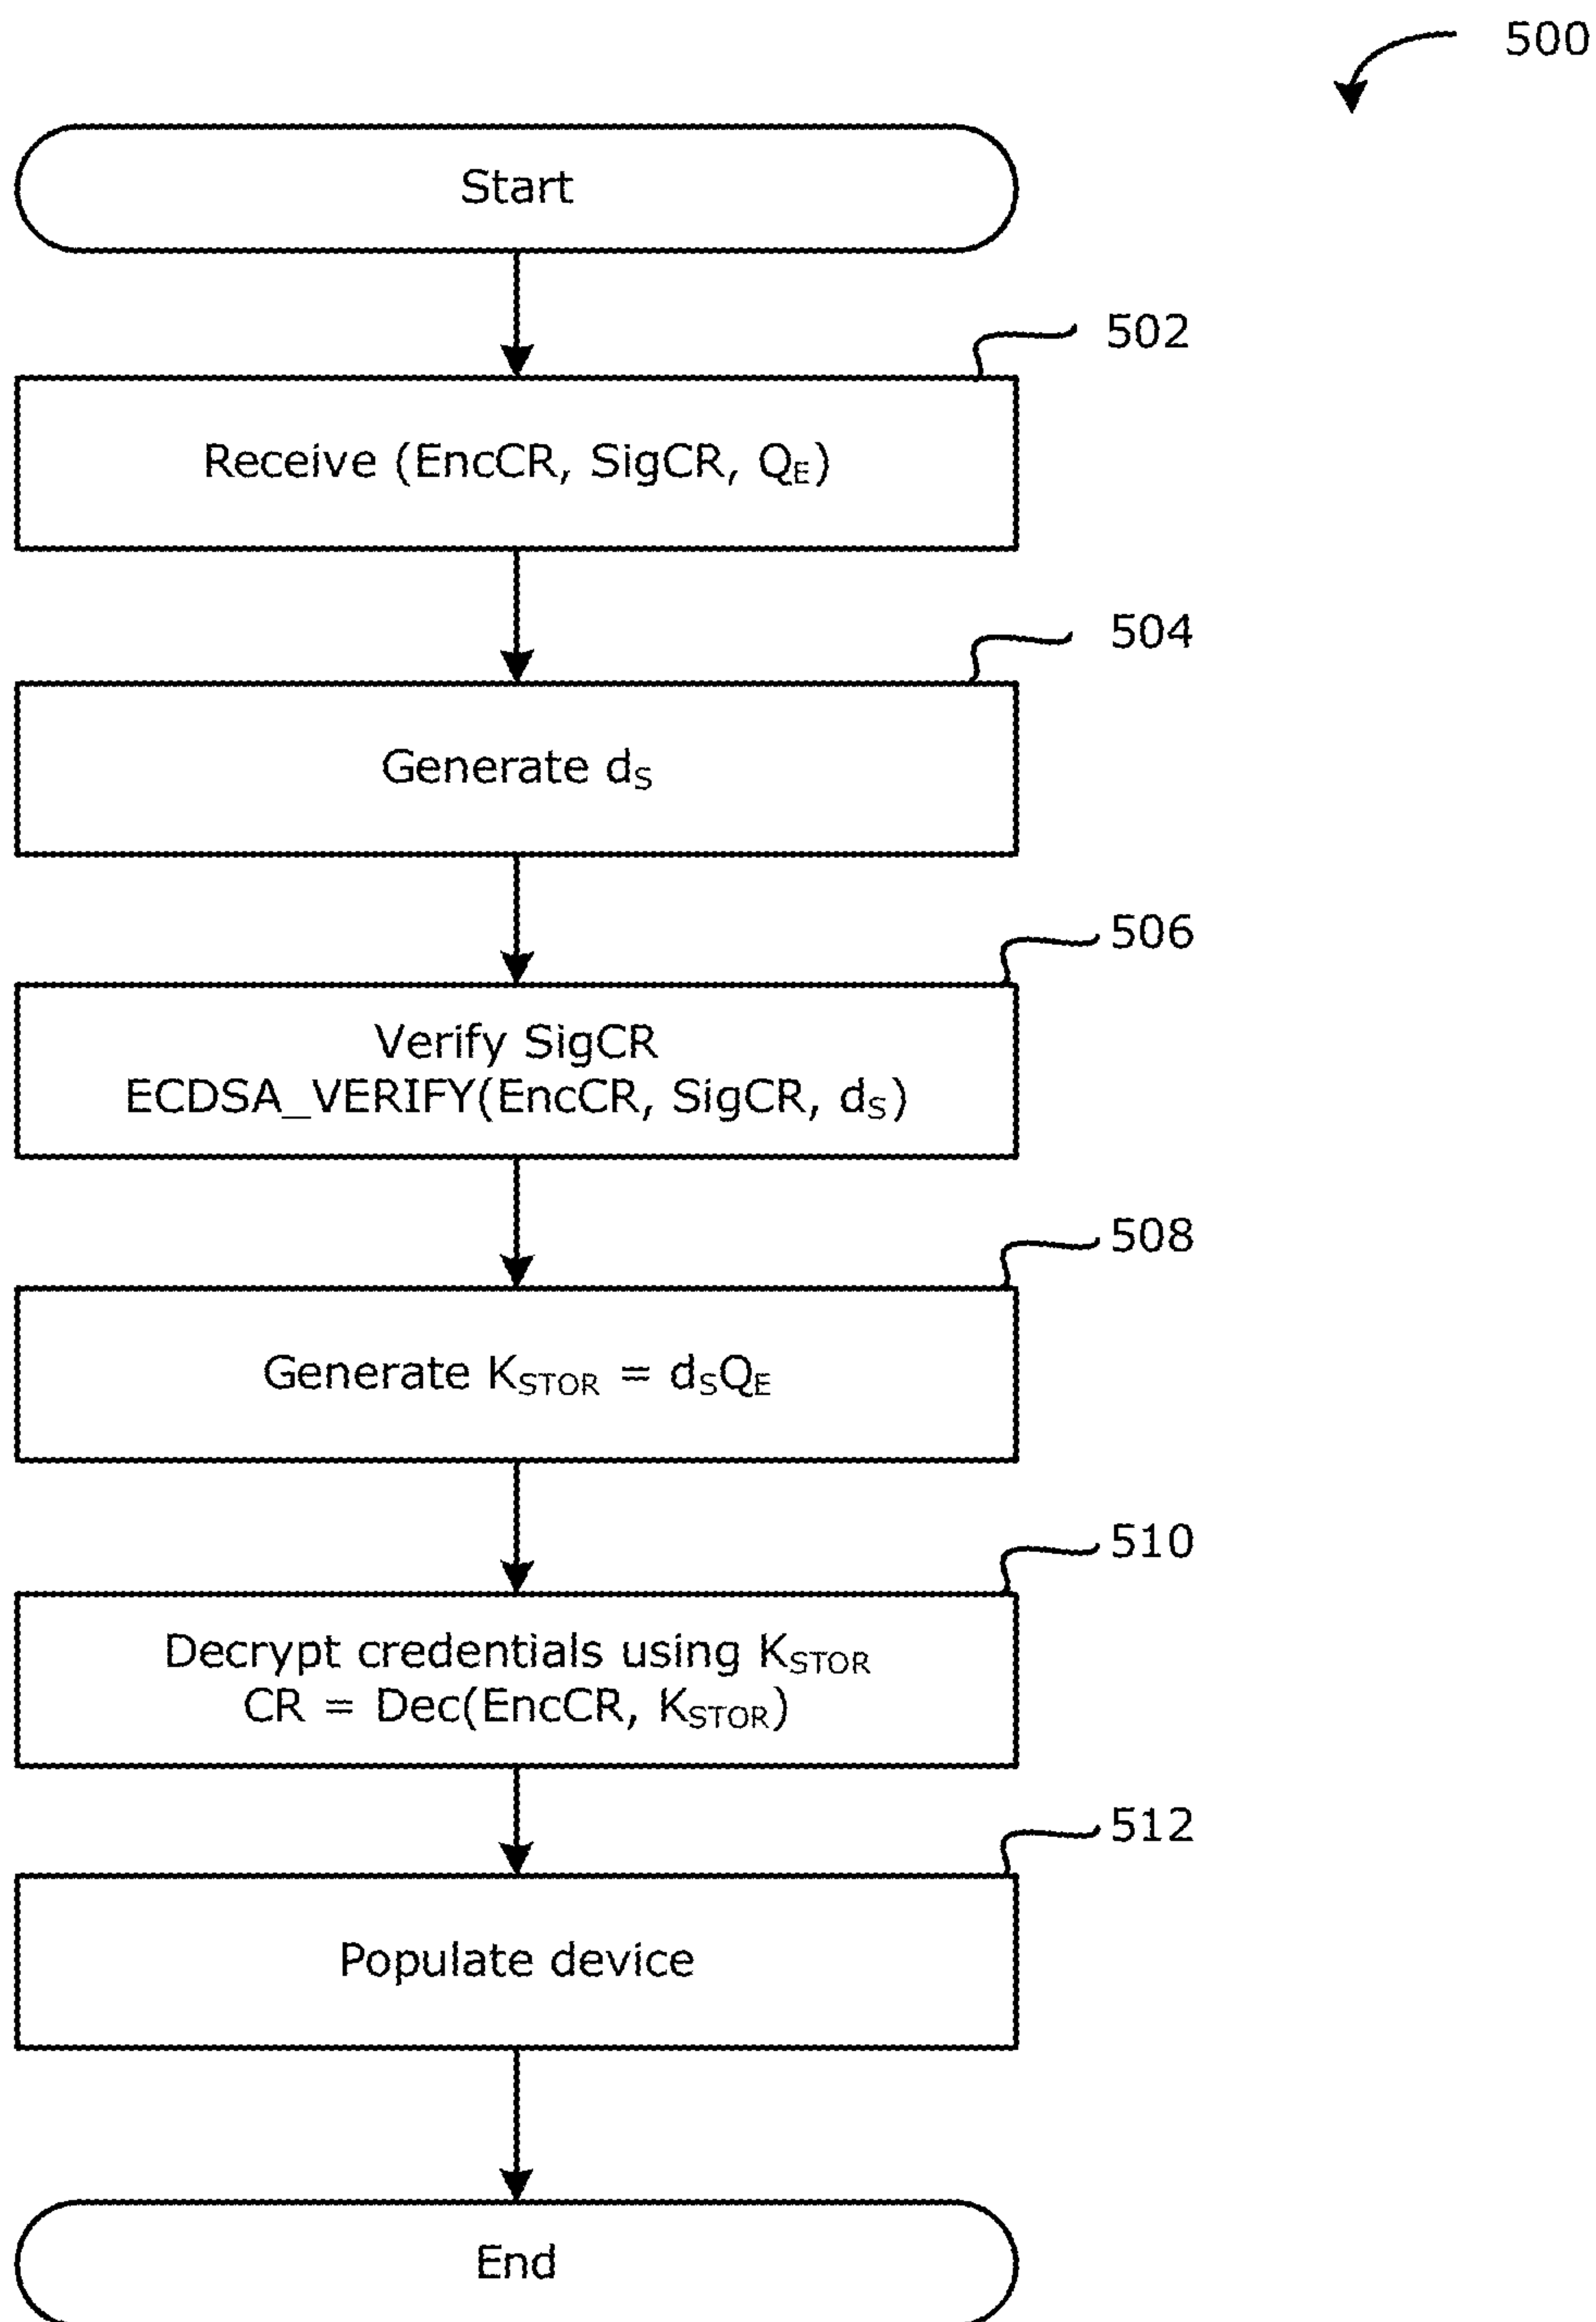 500
Start
502
Receive (EncCR, SigCR, QE)
504
Generate dS
506
Verify SigCR
ECDSA_VERIFY(EncCR, SigCR, dS)
508
Generate KSTOR = dSQE
510
Decrypt credentials using KSTOR
CR = Dec(EncCR, KSTOR)
512
Populate device
End